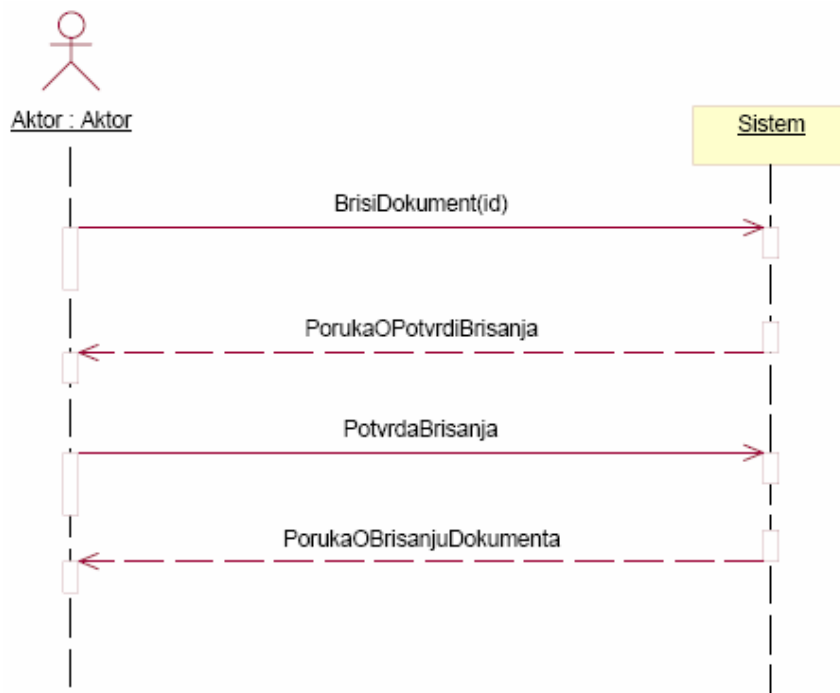 Aktor : Aktor
Sistem
BrisiDokument(id)
PorukaOPotvrdiBrisanja
PotvrdaBrisanja
PorukaOBrisanjuDokumenta